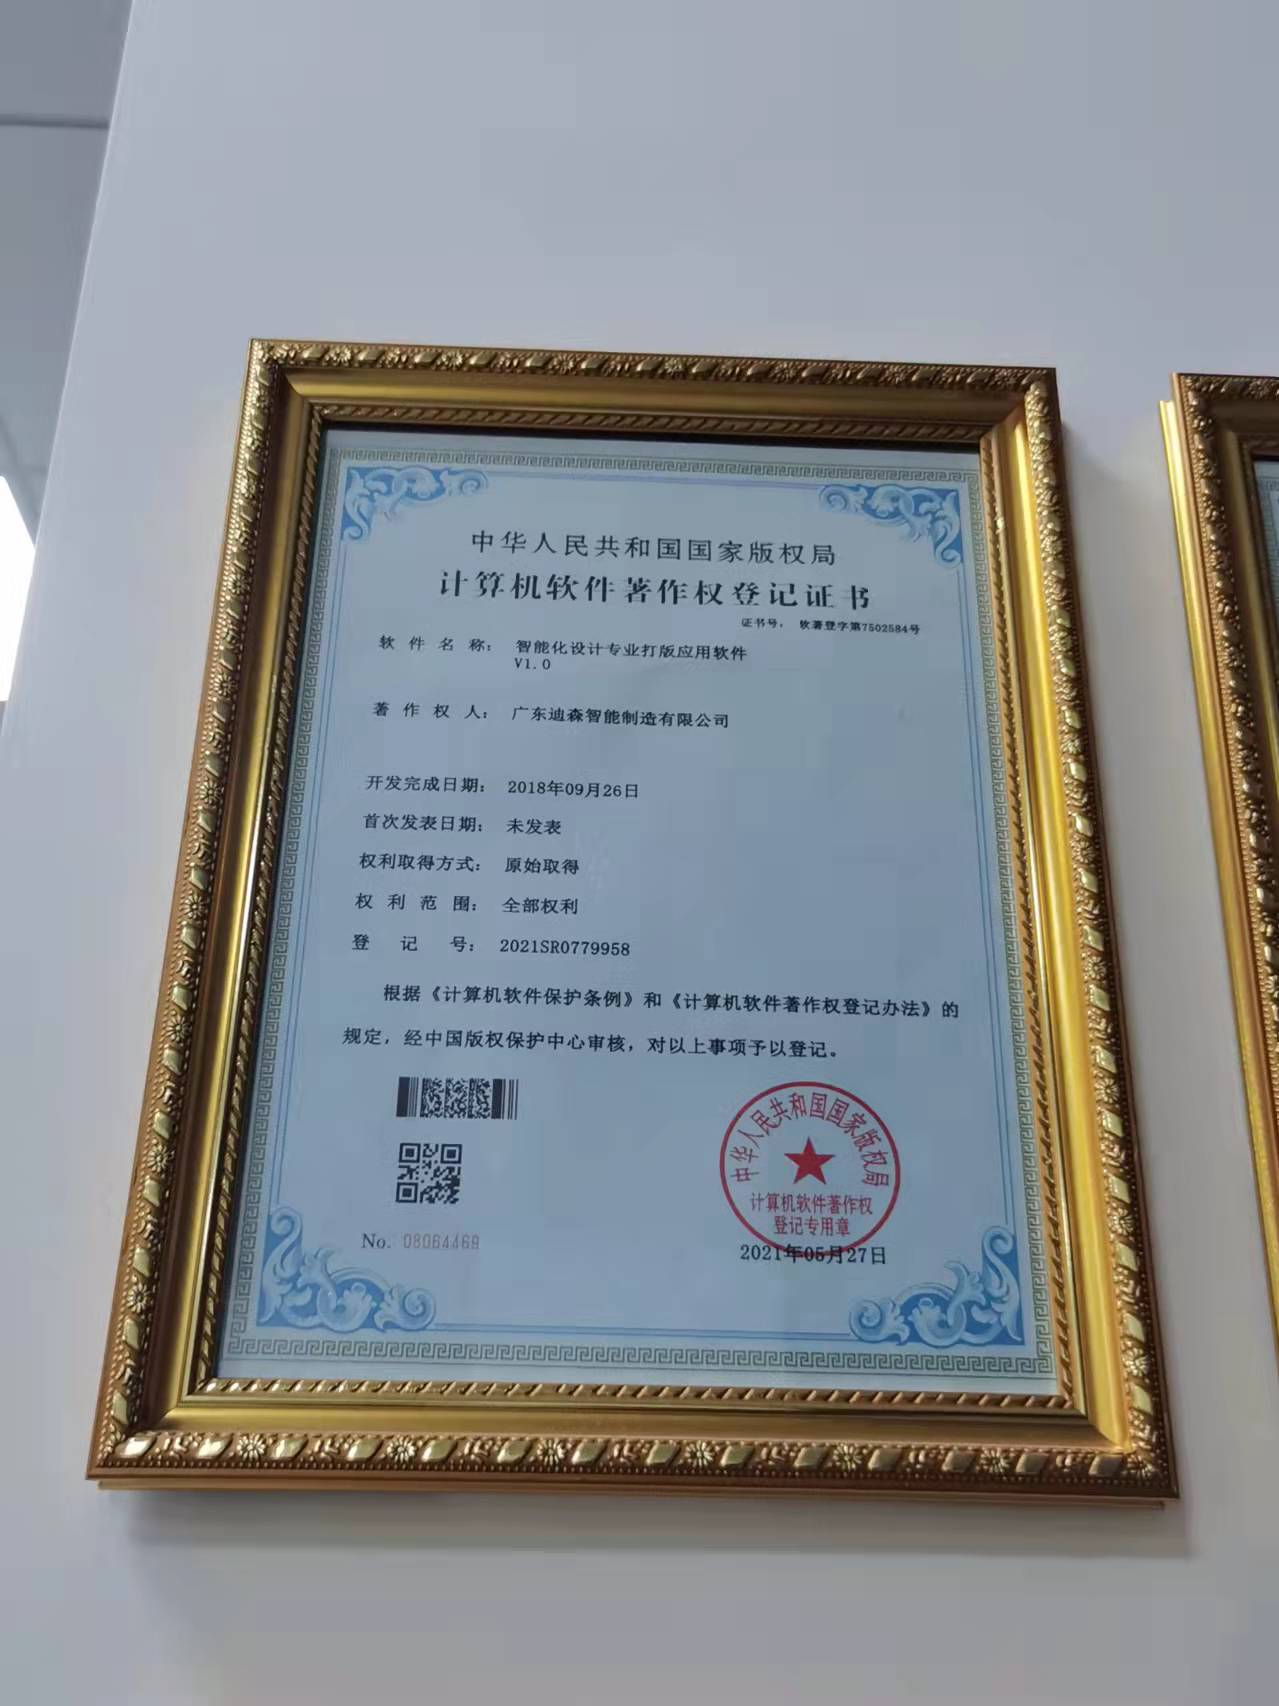 中华人民共和国国家版权局
计算机软件著作权登记证书
证书号： 软著登字第7502584号
软件名称： 智能化设计专业打版应用软件
V1.0
著作权人： 广东迪森智能制造有限公司
开发完成日期： 2018年09月26日
首次发表日期： 未发表
权利取得方式： 原始取得
权利范围： 全部权利
登记号： 2021SR0779958
根据《计算机软件保护条例》和《计算机软件著作权登记办法》的
规定，经中国版权保护中心审核，对以上事项予以登记。
中华人民共和国国家版权局
计算机软件著作权
登记专用章
No. 08064469
2021年05月27日